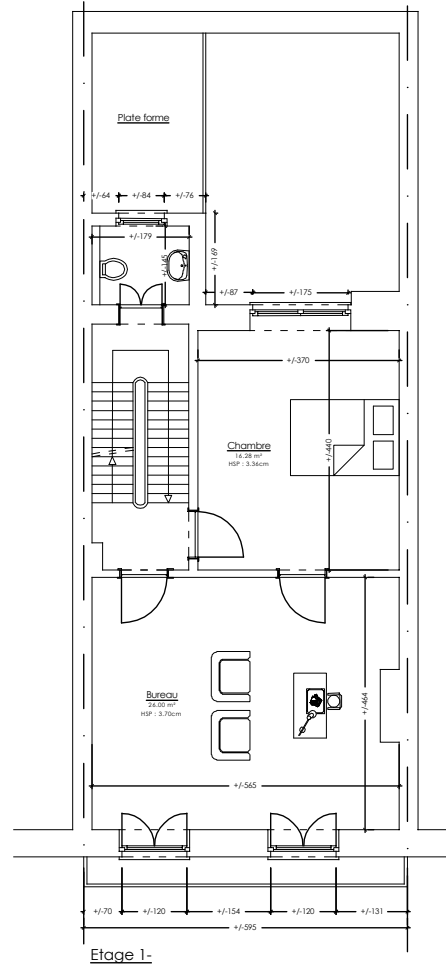 Plate forme
+/-64 +/-84 +/-76
+/-179
+/-145
+/-169
+/-87 +/-175
+/-370
Chambre
16.28 m²
HSP : 3.36cm
+/-440
Bureau
26.00 m²
HSP : 3.70cm
+/-464
+/-565
+/-70 +/-120 +/-154 +/-120 +/-131
+/-595
Etage 1-